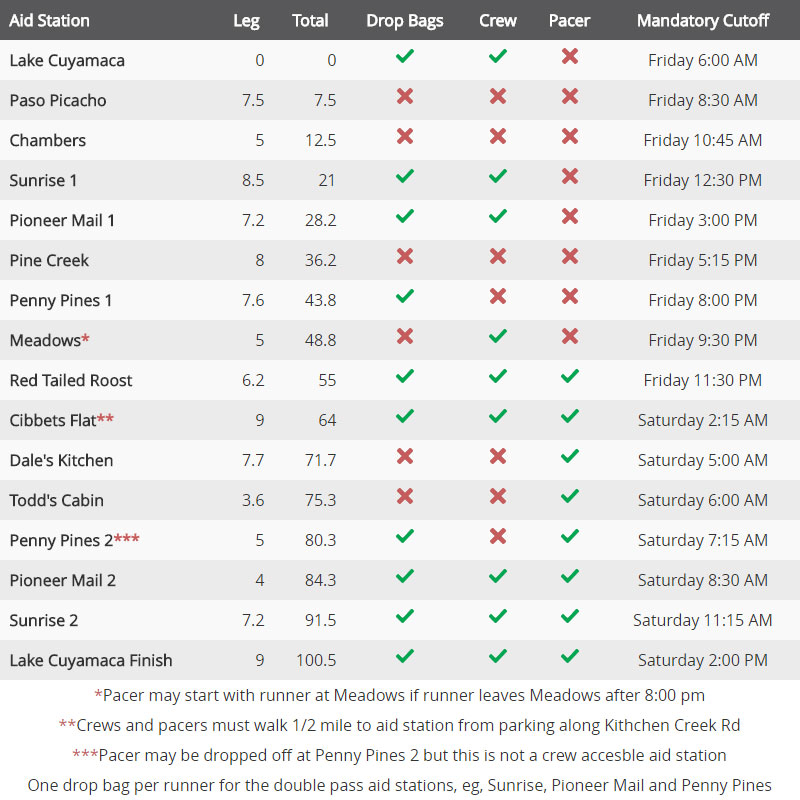 Aid Station Leg Total Drop Bags Crew Pacer Mandatory Cutoff
Lake Cuyamaca 0 0 ✓ ✓ ✗ Friday 6:00 AM
Paso Picacho 7.5 7.5 ✗ ✗ ✗ Friday 8:30 AM
Chambers 5 12.5 ✗ ✗ ✗ Friday 10:45 AM
Sunrise 1 8.5 21 ✓ ✓ ✗ Friday 12:30 PM
Pioneer Mail 1 7.2 28.2 ✓ ✓ ✗ Friday 3:00 PM
Pine Creek 8 36.2 ✗ ✗ ✗ Friday 5:15 PM
Penny Pines 1 7.6 43.8 ✓ ✗ ✗ Friday 8:00 PM
Meadows* 5 48.8 ✗ ✓ ✗ Friday 9:30 PM
Red Tailed Roost 6.2 55 ✓ ✓ ✓ Friday 11:30 PM
Cibbets Flat** 9 64 ✓ ✓ ✓ Saturday 2:15 AM
Dale's Kitchen 7.7 71.7 ✗ ✗ ✓ Saturday 5:00 AM
Todd's Cabin 3.6 75.3 ✗ ✗ ✓ Saturday 6:00 AM
Penny Pines 2*** 5 80.3 ✓ ✗ ✓ Saturday 7:15 AM
Pioneer Mail 2 4 84.3 ✓ ✓ ✓ Saturday 8:30 AM
Sunrise 2 7.2 91.5 ✓ ✓ ✓ Saturday 11:15 AM
Lake Cuyamaca Finish 9 100.5 ✓ ✓ ✓ Saturday 2:00 PM
*Pacer may start with runner at Meadows if runner leaves Meadows after 8:00 pm
**Crews and pacers must walk 1/2 mile to aid station from parking along Kithchen Creek Rd
***Pacer may be dropped off at Penny Pines 2 but this is not a crew accesble aid station
One drop bag per runner for the double pass aid stations, eg, Sunrise, Pioneer Mail and Penny Pines